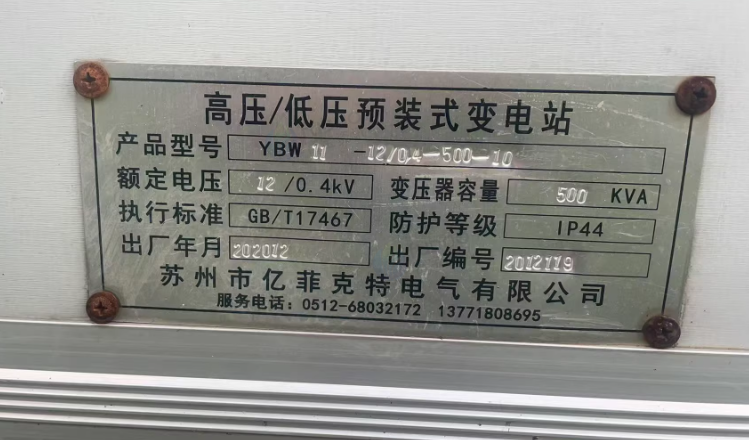 高压/低压预装式变电站
产品型号 YBW 11 -12/0.4-500-10
额定电压 12 /0.4kV 变压器容量 500 KVA
执行标准 GB/T17467 防护等级 IP44
出厂年月 202012 出厂编号 2012119
苏州市亿菲克特电气有限公司
服务电话: 0512-68032172 13771808695